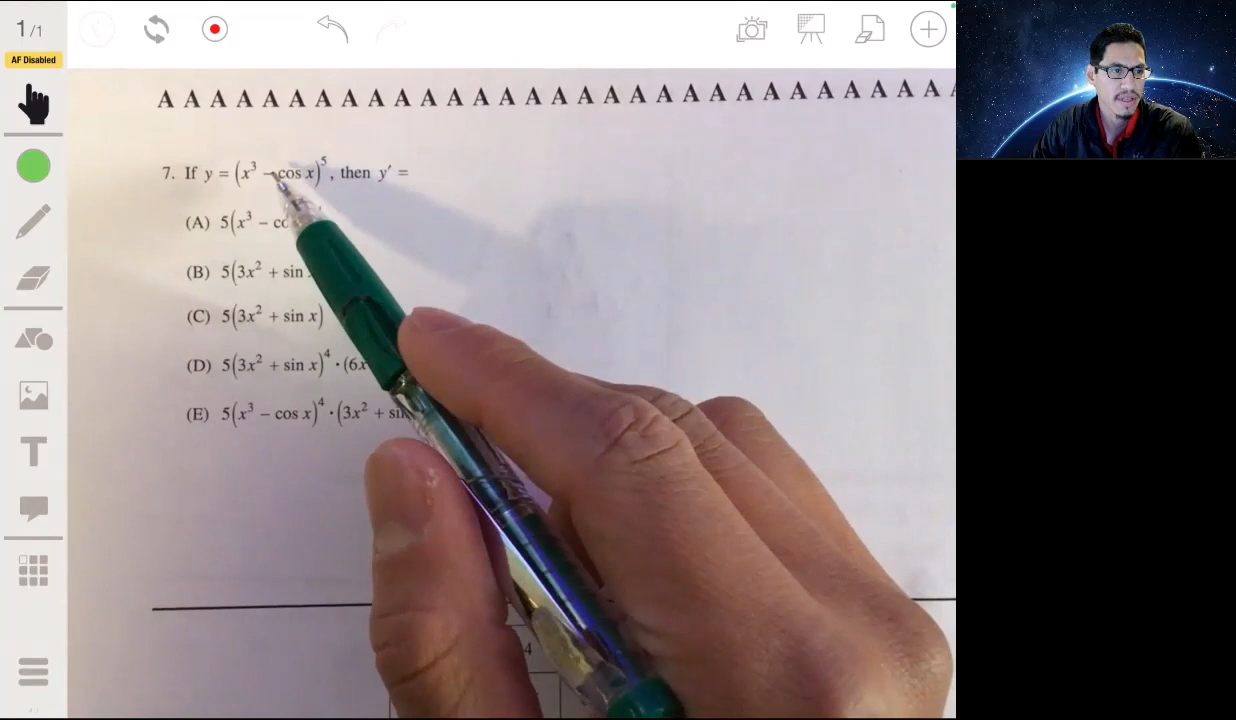 1/1
AF Disabled
A A A A A A A A A A A A A A A A A A A A A A A A A A A A A A
7. If y = (x³ – cos x)⁵, then y′ =
(A) 5(x³ –
(B) 5(3x² + sin
(C) 5(3x² + sin x)
(D) 5(3x² + sin x)⁴ · (6x
(E) 5(x³ – cos x)⁴ · (3x² +
T
4